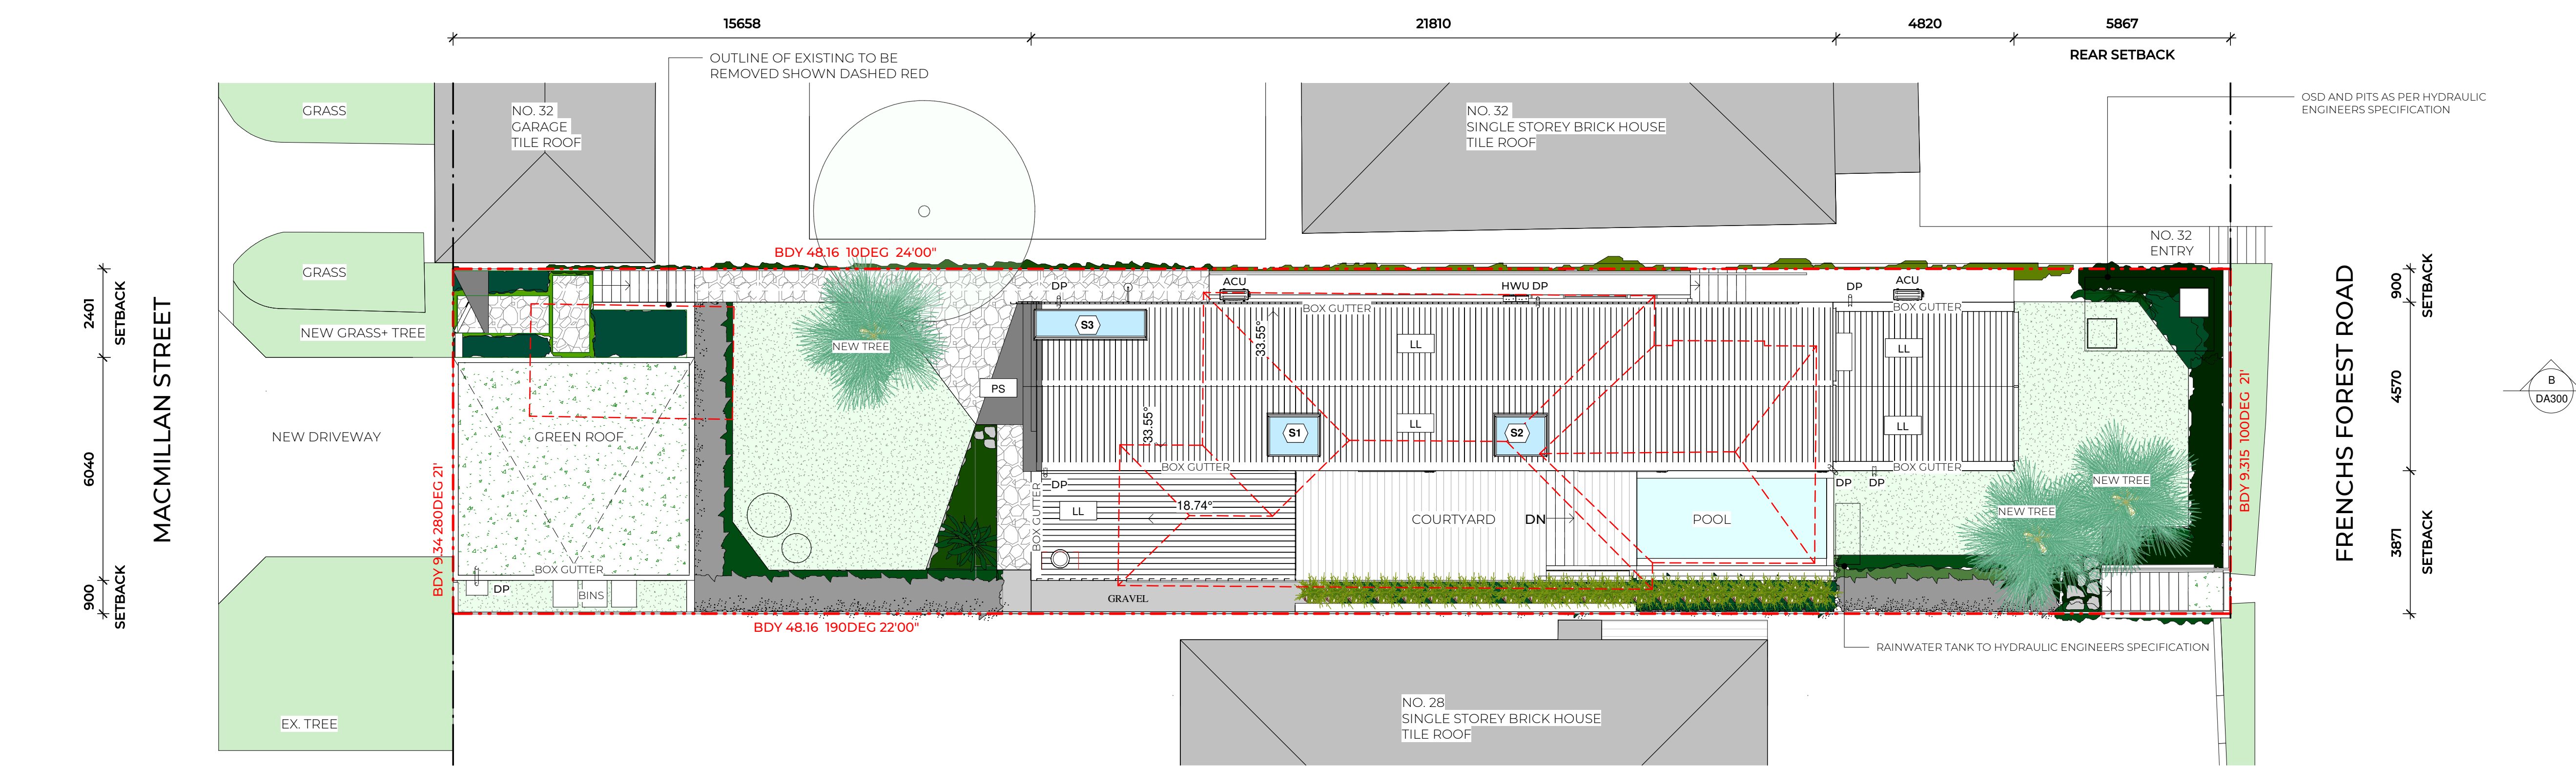 15658
21810
4820
5867
REAR SETBACK
OUTLINE OF EXISTING TO BE
REMOVED SHOWN DASHED RED
OSD AND PITS AS PER HYDRAULIC
ENGINEERS SPECIFICATION
GRASS
NO. 32
GARAGE
TILE ROOF
NO. 32
SINGLE STOREY BRICK HOUSE
TILE ROOF
NO. 32
ENTRY
BDY 48.16 10DEG 24'00"
GRASS
NEW GRASS+ TREE
2401
SETBACK
6040
900
SETBACK
MACMILLAN STREET
NEW DRIVEWAY
EX. TREE
BDY 9.34 280DEG 21'
GREEN ROOF
BOX GUTTER
DP
BINS
NEW TREE
PS
DP
ACU
HWU DP
DP
ACU
BOX GUTTER
BOX GUTTER
S3
33.55°
LL
LL
33.55°
S1
LL
S2
LL
BOX GUTTER
BOX GUTTER
DP
BOX GUTTER
LL
18.74°
COURTYARD
DN
POOL
DP
DP
NEW TREE
NEW TREE
GRAVEL
BDY 48.16 190DEG 22'00"
RAINWATER TANK TO HYDRAULIC ENGINEERS SPECIFICATION
NO. 28
SINGLE STOREY BRICK HOUSE
TILE ROOF
BDY 9.315 100DEG 21'
FRENCHS FOREST ROAD
900
SETBACK
4570
3871
SETBACK
B
DA300